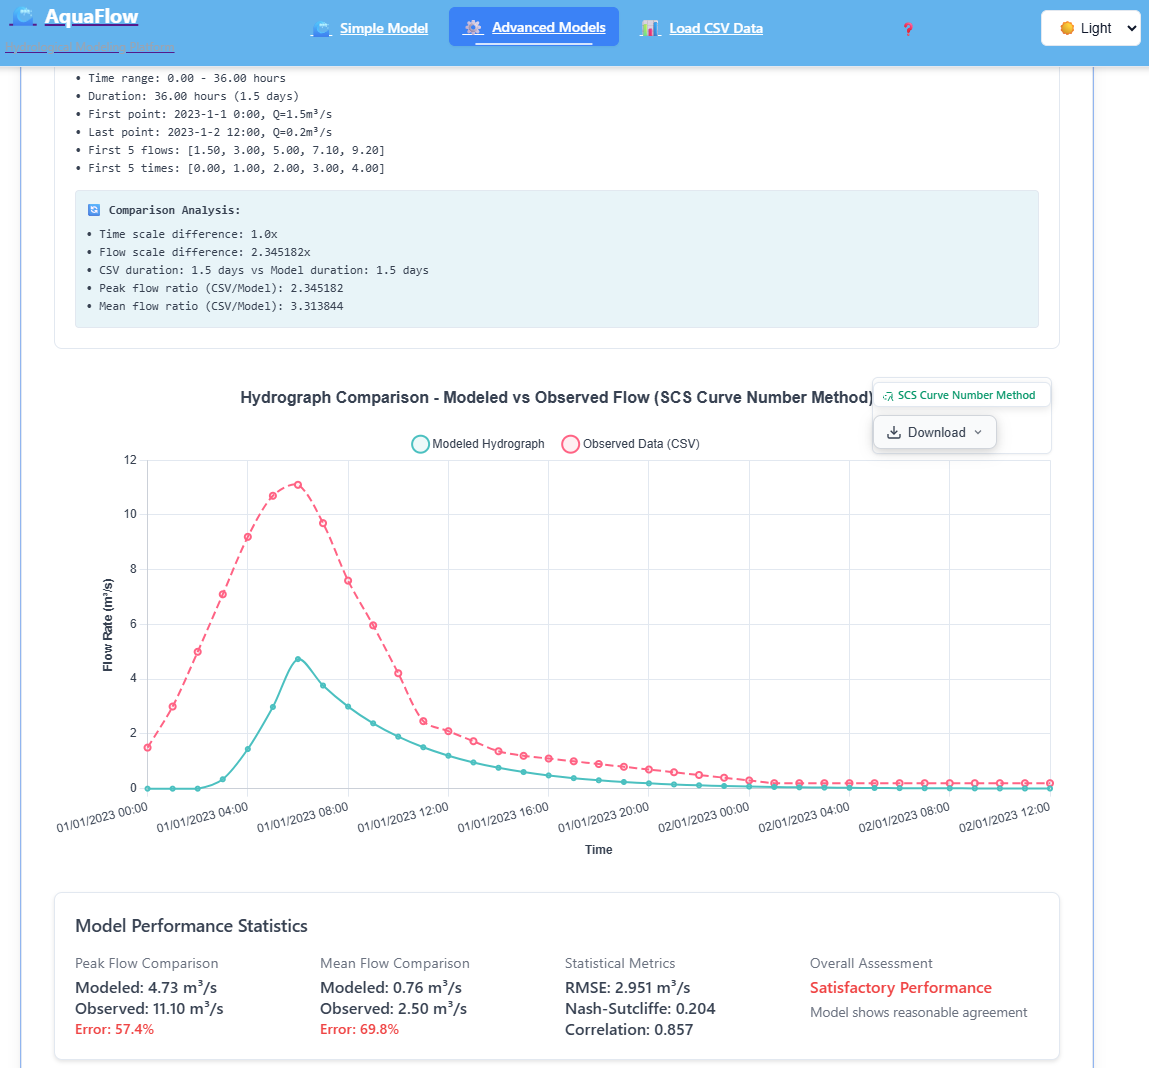 AquaFlow
Simple Model
Advanced Models
Load CSV Data
Light
• Time range: 0.00 - 36.00 hours
• Duration: 36.00 hours (1.5 days)
• First point: 2023-1-1 0:00, Q=1.5m³/s
• Last point: 2023-1-2 12:00, Q=0.2m³/s
• First 5 flows: [1.50, 3.00, 5.00, 7.10, 9.20]
• First 5 times: [0.00, 1.00, 2.00, 3.00, 4.00]
Comparison Analysis:
• Time scale difference: 1.0x
• Flow scale difference: 2.345182x
• CSV duration: 1.5 days vs Model duration: 1.5 days
• Peak flow ratio (CSV/Model): 2.345182
• Mean flow ratio (CSV/Model): 3.313844
Hydrograph Comparison - Modeled vs Observed Flow (SCS Curve Number Method)
SCS Curve Number Method
Download
Modeled Hydrograph
Observed Data (CSV)
12
10
8
6
4
2
0
Flow Rate (m³/s)
01/01/2023 00:00
01/01/2023 04:00
01/01/2023 08:00
01/01/2023 12:00
01/01/2023 16:00
01/01/2023 20:00
02/01/2023 00:00
02/01/2023 04:00
02/01/2023 08:00
02/01/2023 12:00
Time
Model Performance Statistics
Peak Flow Comparison
Modeled: 4.73 m³/s
Observed: 11.10 m³/s
Error: 57.4%
Mean Flow Comparison
Modeled: 0.76 m³/s
Observed: 2.50 m³/s
Error: 69.8%
Statistical Metrics
RMSE: 2.951 m³/s
Nash-Sutcliffe: 0.204
Correlation: 0.857
Overall Assessment
Satisfactory Performance
Model shows reasonable agreement